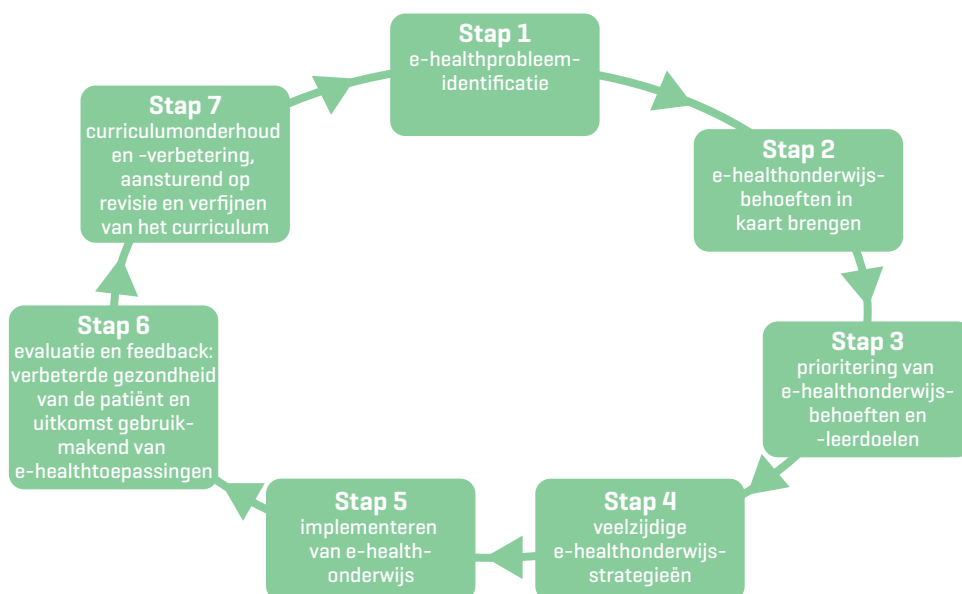 Stap 1
e-healthprobleem-
identificatie
Stap 2
e-healthonderwijs-
behoeften in
kaart brengen
Stap 3
prioritering van
e-healthonderwijs-
behoeften en
-leerdoelen
Stap 4
veelzijdige
e-healthonderwijs-
strategieën
Stap 5
implementeren
van e-health-
onderwijs
Stap 6
evaluatie en feedback:
verbeterde gezondheid
van de patiënt en
uitkomst gebruik-
makend van
e-healthtoepassingen
Stap 7
curriculumonderhoud
en -verbetering,
aansturend op
revisie en verfijnen
van het curriculum